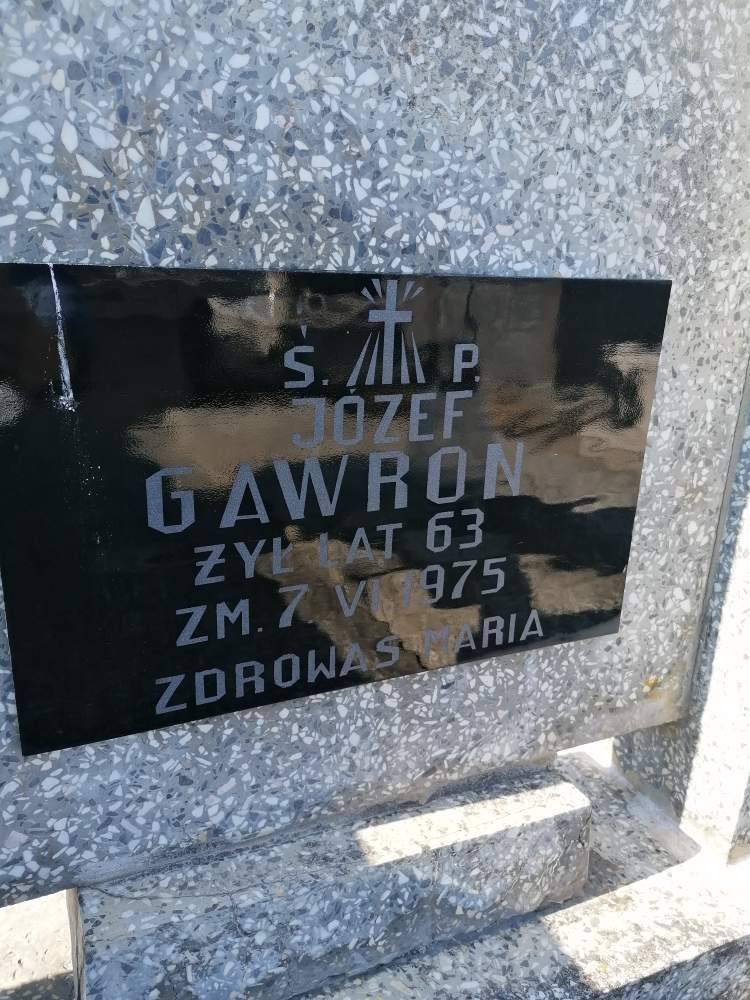 Ś. P.
JÓZEF
GAWRON
ŻYŁ LAT 63
ZM. 7 VI 1975
ZDROWAŚ MARIA